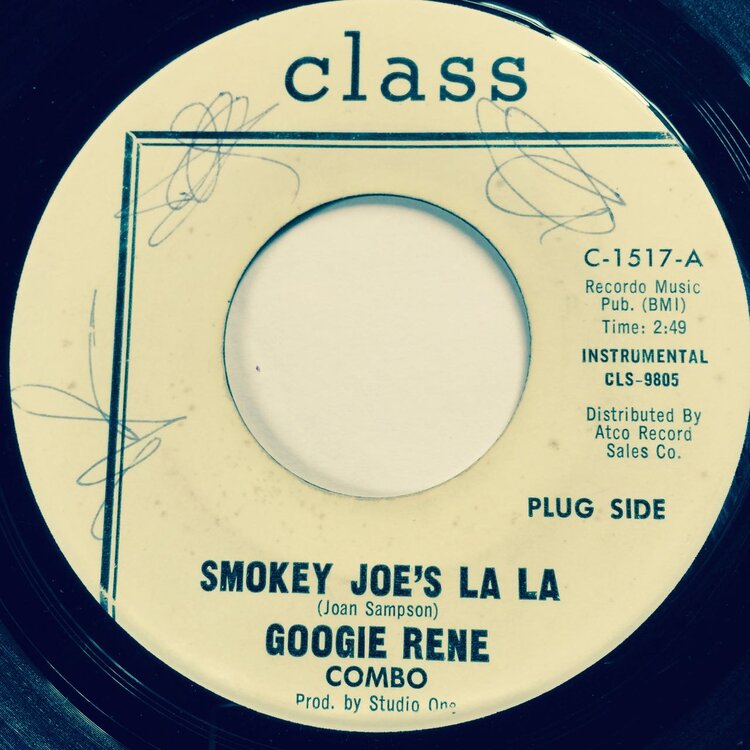 class
C-1517-A
Recordo Music
Pub. (BMI)
Time: 2:49
INSTRUMENTAL
CLS-9805
Distributed By
Atco Record
Sales Co.
PLUG SIDE
SMOKEY JOE'S LA LA
(Joan Sampson)
GOOGIE RENE
COMBO
Prod. by Studio One